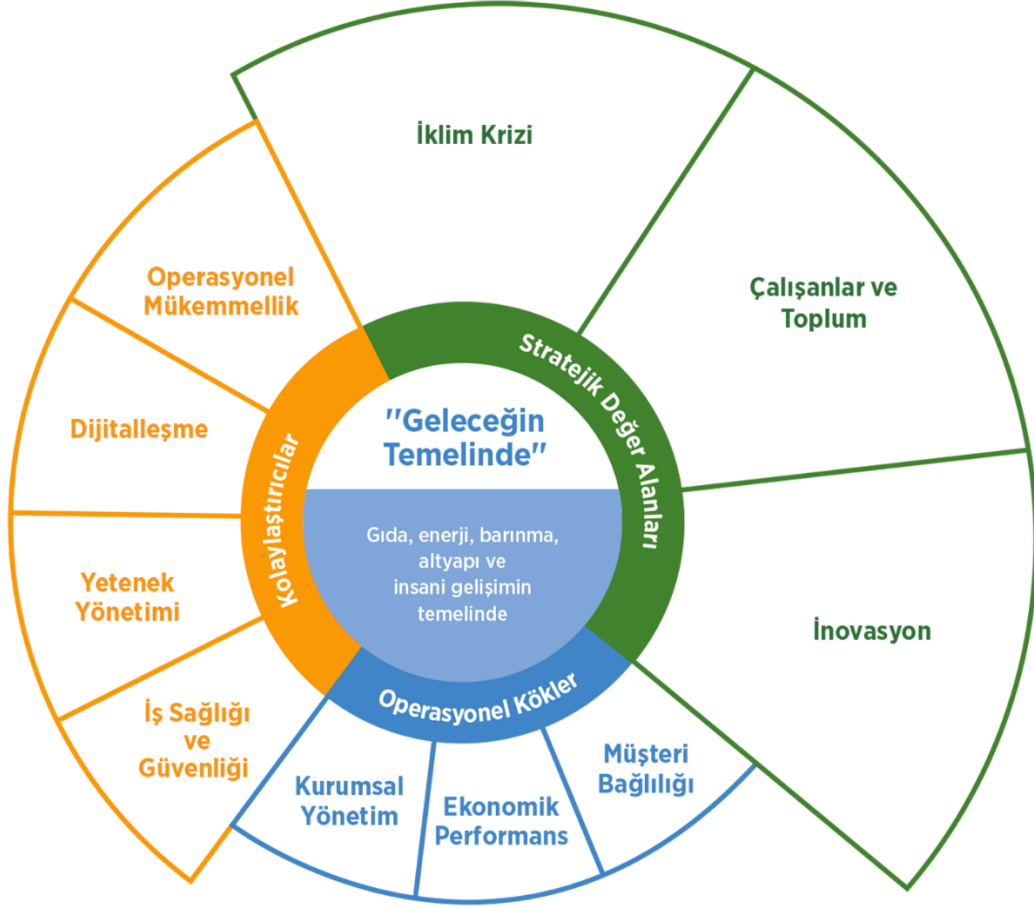 İklim Krizi
Çalışanlar ve
Toplum
İnovasyon
Stratejik Değer Alanları
Operasyonel
Mükemmellik
Dijitalleşme
Yetenek
Yönetimi
İş Sağlığı
ve
Güvenliği
Kolaylaştırıcılar
"Geleceğin
Temelinde"
Gıda, enerji, barınma,
altyapı ve
insani gelişimin
temelinde
Operasyonel Kökler
Kurumsal
Yönetim
Ekonomik
Performans
Müşteri
Bağlılığı